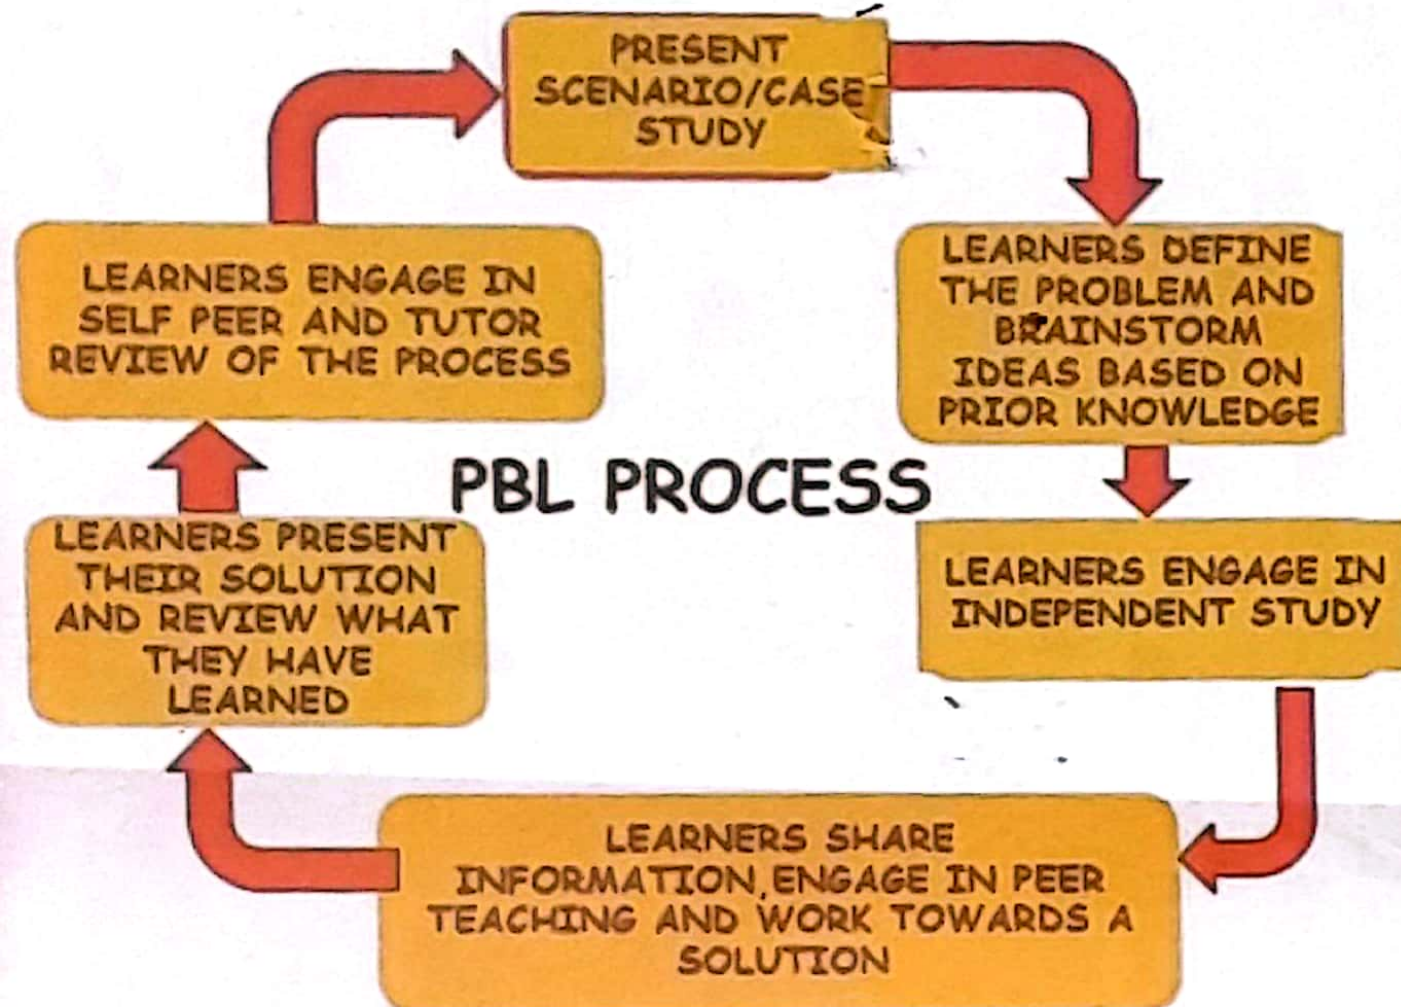 PRESENT
SCENARIO/CASE
STUDY
LEARNERS DEFINE
THE PROBLEM AND
BRAINSTORM
IDEAS BASED ON
PRIOR KNOWLEDGE
LEARNERS ENGAGE IN
INDEPENDENT STUDY
LEARNERS SHARE
INFORMATION,ENGAGE IN PEER
TEACHING AND WORK TOWARDS A
SOLUTION
LEARNERS PRESENT
THEIR SOLUTION
AND REVIEW WHAT
THEY HAVE
LEARNED
LEARNERS ENGAGE IN
SELF PEER AND TUTOR
REVIEW OF THE PROCESS
PBL PROCESS